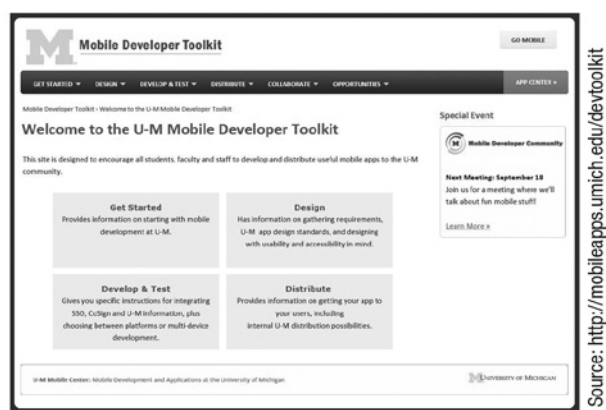 M Mobile Developer Toolkit
GO MOBILE
GET STARTED ▼ DESIGN ▼ DEVELOP & TEST ▼ DISTRIBUTE ▼ COLLABORATE ▼ OPPORTUNITIES ▼ APP CENTER »
Mobile Developer Toolkit › Welcome to the U-M Mobile Developer Toolkit
Welcome to the U-M Mobile Developer Toolkit
This site is designed to encourage all students, faculty and staff to develop and distribute useful mobile apps to the U-M
community.
Get Started
Provides information on starting with mobile
development at U-M.
Design
Has information on gathering requirements,
U-M app design standards, and designing
with usability and accessibility in mind.
Develop & Test
Gives you specific instructions for integrating
SSO, CoSign and U-M information, plus
choosing between platforms or multi-device
development.
Distribute
Provides information on getting your app to
your users, including
internal U-M distribution possibilities.
Special Event
M Mobile Developer Community
Next Meeting: September 18
Join us for a meeting where we'll
talk about fun mobile stuff!
Learn More »
U-M Mobile Center: Mobile Development and Applications at the University of Michigan
M UNIVERSITY OF MICHIGAN
Source: http://mobileapps.umich.edu/devtoolkit